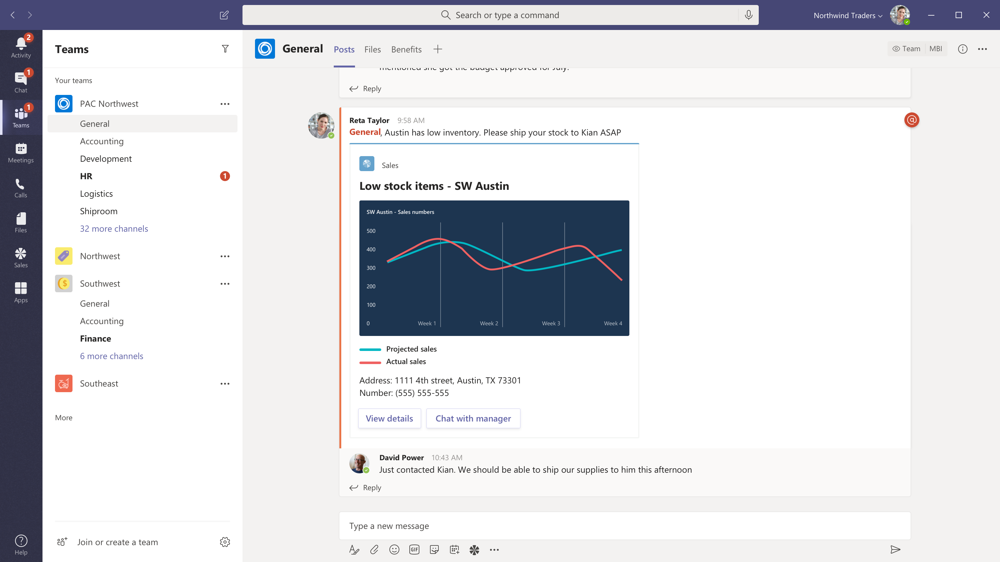 Search or type a command
Northwind Traders
2
Activity
1
Chat
1
Teams
Meetings
Calls
Files
Sales
Apps
Help
Teams
Your teams
PAC Northwest
General
Accounting
Development
HR
1
Logistics
Shiproom
32 more channels
Northwest
$
Southwest
General
Accounting
Finance
6 more channels
Southeast
More
Join or create a team
General
Posts
Files
Benefits
Team
MBI
mentioned she got the budget approved for July.
Reply
Reta Taylor 9:58 AM
@
General, Austin has low inventory. Please ship your stock to Kian ASAP
Sales
Low stock items - SW Austin
SW Austin - Sales numbers
500
400
300
200
100
0
Week 1
Week 2
Week 3
Week 4
Projected sales
Actual sales
Address: 1111 4th street, Austin, TX 73301
Number: (555) 555-555
View details
Chat with manager
David Power 10:43 AM
Just contacted Kian. We should be able to ship our supplies to him this afternoon
Reply
Type a new message
GIF